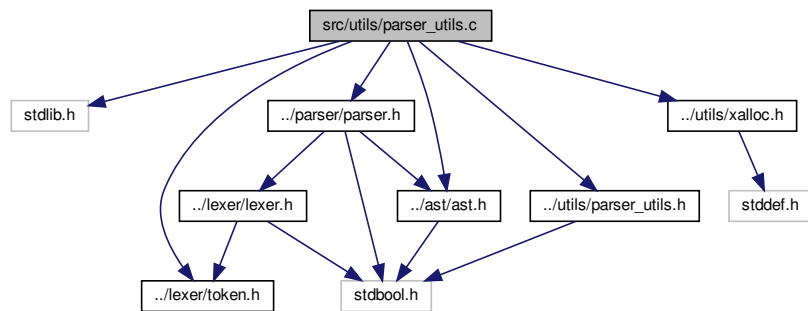 src/utils/parser_utils.c
stdlib.h
../parser/parser.h
../utils/xalloc.h
../lexer/lexer.h
../ast/ast.h
../utils/parser_utils.h
stddef.h
../lexer/token.h
stdbool.h